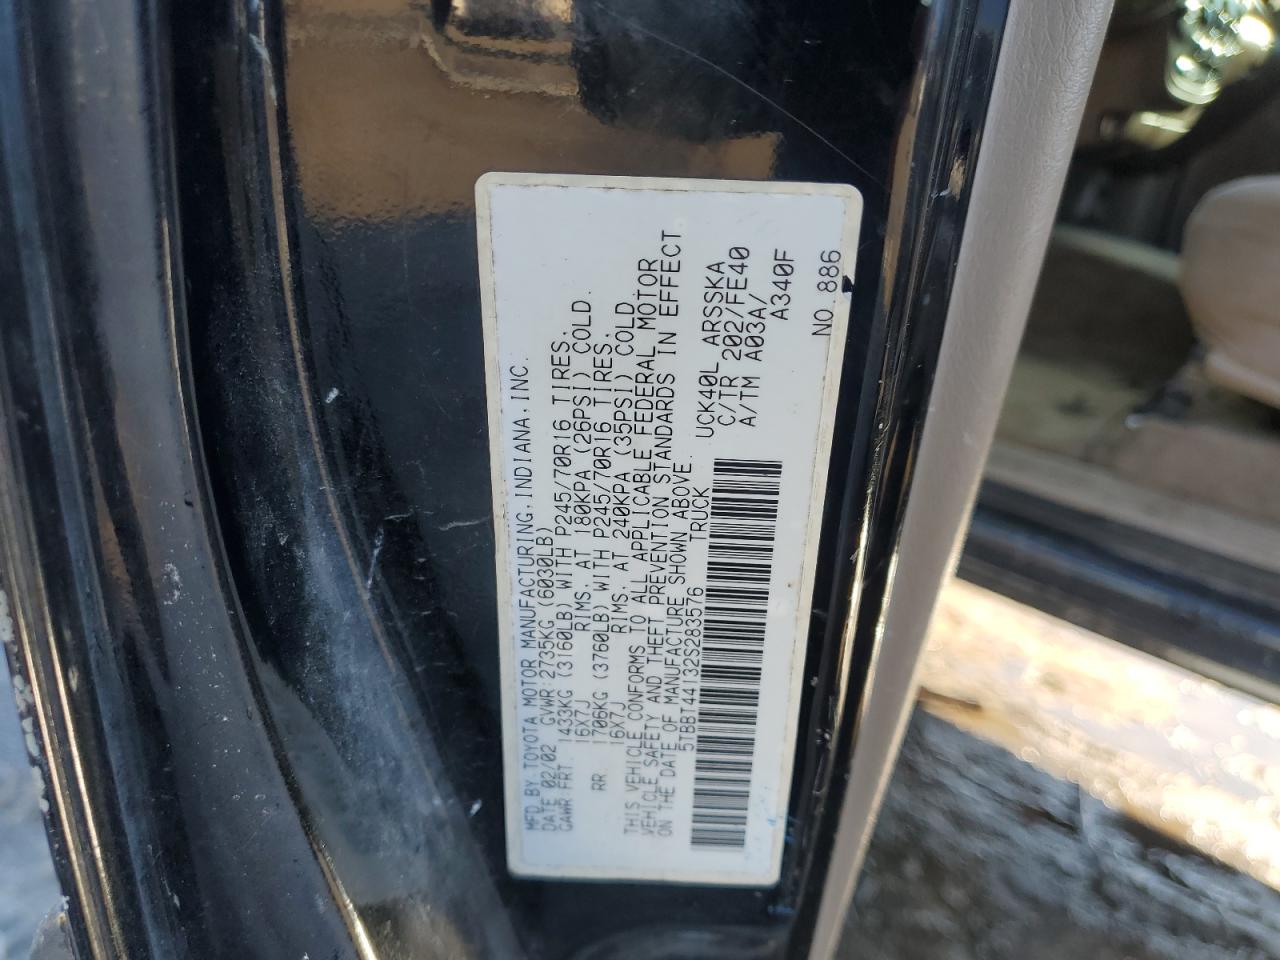 MFD BY TOYOTA MOTOR MANUFACTURING, INDIANA, INC.
DATE 02/02 GVWR:2735KG (6030LB)
GAWR FRT. 1433KG (3160LB) WITH P245/70R16 TIRES,
16X7J RIMS, AT 180KPA (26PSI) COLD.
RR 1706KG (3760LB) WITH P245/70R16 TIRES,
16X7J RIMS, AT 240KPA (35PSI) COLD.
THIS VEHICLE CONFORMS TO ALL APPLICABLE FEDERAL MOTOR
VEHICLE SAFETY AND THEFT PREVENTION STANDARDS IN EFFECT
ON THE DATE OF MANUFACTURE SHOWN ABOVE.
5TBBT44132S283576 TRUCK
UCK40L ARSSKA
C/TR 202/FE40
A/TM A03A/
A340F
NO. 886